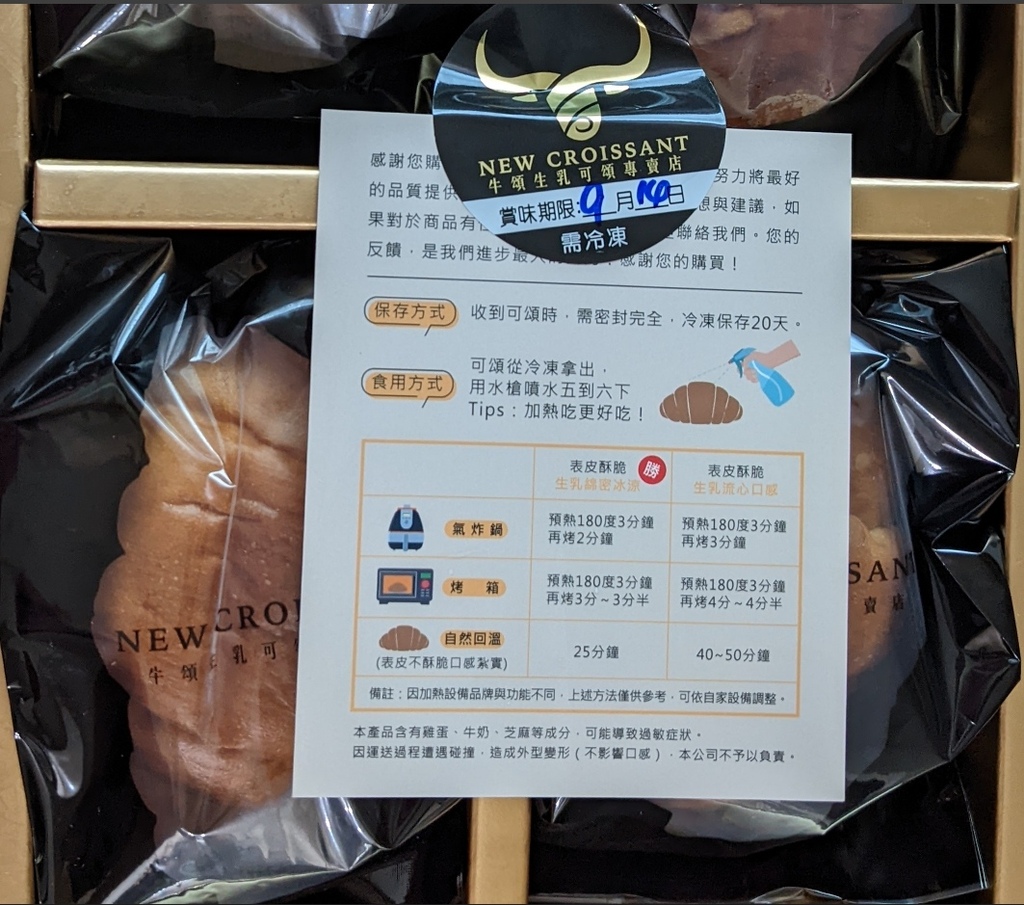 NEW CROISSANT
牛頌生乳可頌專賣店
賞味期限:9月14日
需冷凍
感謝您購 努力將最好
的品質提供 想與建議,如
果對於商品有 聯絡我們。您的
反饋,是我們進步最大 感謝您的購買!
保存方式 收到可頌時,需密封完全,冷凍保存20天。
食用方式
可頌從冷凍拿出,
用水槍噴水五到六下
Tips:加熱吃更好吃!
表皮酥脆 勝 表皮酥脆
生乳綿密冰涼 生乳流心口感
氣炸鍋
預熱180度3分鐘 預熱180度3分鐘
再烤2分鐘 再烤3分鐘
烤 箱
預熱180度3分鐘 預熱180度3分鐘
再烤3分~3分半 再烤4分~4分半
自然回溫 25分鐘 40~50分鐘
(表皮不酥脆口感紮實)
備註:因加熱設備品牌與功能不同,上述方法僅供參考,可依自家設備調整。
本產品含有雞蛋、牛奶、芝麻等成分,可能導致過敏症狀。
因運送過程遭遇碰撞,造成外型變形(不影響口感),本公司不予以負責。
NEW CROI
牛頌 乳可
SAN
賣店